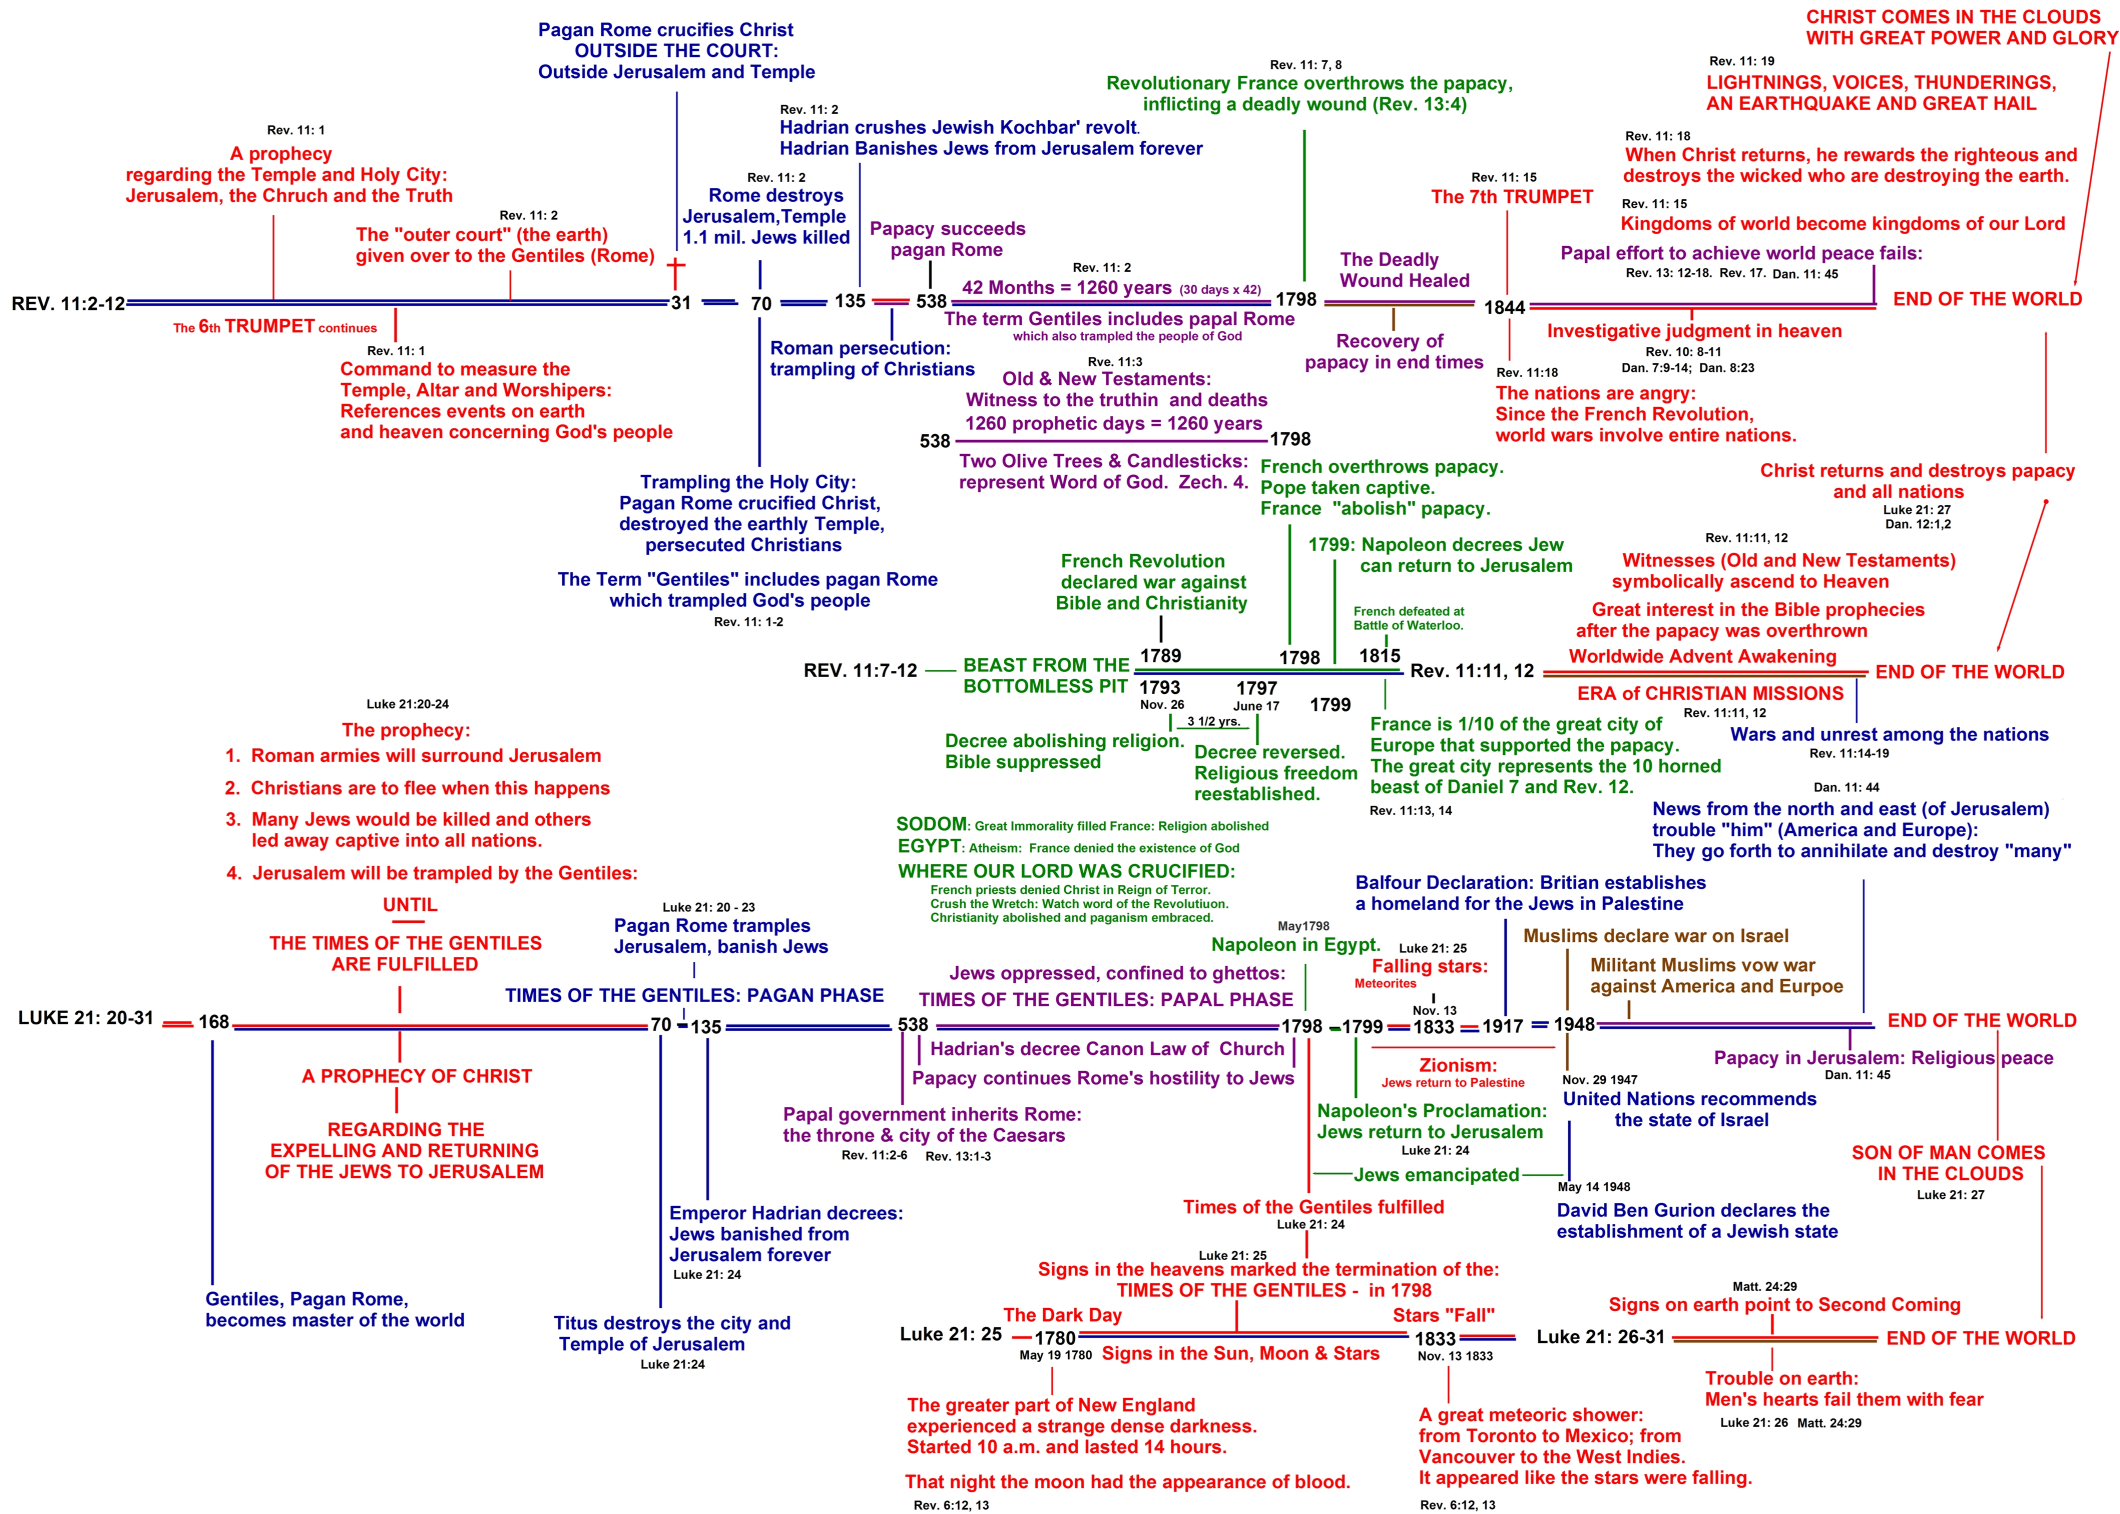 CHRIST COMES IN THE CLOUDS
WITH GREAT POWER AND GLORY
Pagan Rome crucifies Christ
OUTSIDE THE COURT:
Outside Jerusalem and Temple
Rev. 11: 7, 8
Revolutionary France overthrows the papacy,
inflicting a deadly wound (Rev. 13:4)
Rev. 11: 19
LIGHTNINGS, VOICES, THUNDERINGS,
AN EARTHQUAKE AND GREAT HAIL
Rev. 11: 2
Hadrian crushes Jewish Kochbar' revolt.
Hadrian Banishes Jews from Jerusalem forever
Rev. 11: 1
A prophecy
regarding the Temple and Holy City:
Jerusalem, the Chruch and the Truth
Rev. 11: 18
When Christ returns, he rewards the righteous and
destroys the wicked who are destroying the earth.
Rev. 11: 2
Rome destroys
Jerusalem,Temple
1.1 mil. Jews killed
Rev. 11: 15
The 7th TRUMPET
Rev. 11: 15
Kingdoms of world become kingdoms of our Lord
Rev. 11: 2
The "outer court" (the earth)
given over to the Gentiles (Rome)
Papacy succeeds
pagan Rome
The Deadly
Wound Healed
Papal effort to achieve world peace fails:
Rev. 13: 12-18. Rev. 17. Dan. 11: 45
Rev. 11: 2
42 Months = 1260 years (30 days x 42)
REV. 11:2-12
31
70
135
538
1798
1844
END OF THE WORLD
The 6th TRUMPET continues
The term Gentiles includes papal Rome
which also trampled the people of God
Investigative judgment in heaven
Rev. 10: 8-11
Dan. 7:9-14; Dan. 8:23
Rev. 11: 1
Command to measure the
Temple, Altar and Worshipers:
References events on earth
and heaven concerning God's people
Roman persecution:
trampling of Christians
Recovery of
papacy in end times
Rve. 11:3
Old & New Testaments:
Witness to the truthin and deaths
1260 prophetic days = 1260 years
538
1798
Two Olive Trees & Candlesticks:
represent Word of God. Zech. 4.
Rev. 11:18
The nations are angry:
Since the French Revolution,
world wars involve entire nations.
Trampling the Holy City:
Pagan Rome crucified Christ,
destroyed the earthly Temple,
persecuted Christians
The Term "Gentiles" includes pagan Rome
which trampled God's people
Rev. 11: 1-2
French overthrows papacy.
Pope taken captive.
France "abolish" papacy.
Christ returns and destroys papacy
and all nations
Luke 21: 27
Dan. 12:1,2
French Revolution
declared war against
Bible and Christianity
1799: Napoleon decrees Jew
can return to Jerusalem
French defeated at
Battle of Waterloo.
Rev. 11:11, 12
Witnesses (Old and New Testaments)
symbolically ascend to Heaven
Great interest in the Bible prophecies
after the papacy was overthrown
Worldwide Advent Awakening
REV. 11:7-12
BEAST FROM THE
BOTTOMLESS PIT
1789
1798
1815
Rev. 11:11, 12
END OF THE WORLD
1793
Nov. 26
1797
June 17
1799
3 1/2 yrs.
ERA of CHRISTIAN MISSIONS
Rev. 11:11, 12
Wars and unrest among the nations
Rev. 11:14-19
Decree abolishing religion.
Bible suppressed
Decree reversed.
Religious freedom
reestablished.
France is 1/10 of the great city of
Europe that supported the papacy.
The great city represents the 10 horned
beast of Daniel 7 and Rev. 12.
Rev. 11:13, 14
Luke 21:20-24
The prophecy:
1. Roman armies will surround Jerusalem
2. Christians are to flee when this happens
3. Many Jews would be killed and others
led away captive into all nations.
4. Jerusalem will be trampled by the Gentiles:
UNTIL
THE TIMES OF THE GENTILES
ARE FULFILLED
SODOM: Great Immorality filled France: Religion abolished
EGYPT: Atheism: France denied the existence of God
WHERE OUR LORD WAS CRUCIFIED:
French priests denied Christ in Reign of Terror.
Crush the Wretch: Watch word of the Revolutiuon.
Christianity abolished and paganism embraced.
Dan. 11: 44
News from the north and east (of Jerusalem)
trouble "him" (America and Europe):
They go forth to annihilate and destroy "many"
Balfour Declaration: Britian establishes
a homeland for the Jews in Palestine
Luke 21: 20 - 23
Pagan Rome tramples
Jerusalem, banish Jews
May1798
Napoleon in Egypt.
Luke 21: 25
Falling stars:
Meteorites
Muslims declare war on Israel
Militant Muslims vow war
against America and Eurpoe
TIMES OF THE GENTILES: PAGAN PHASE
Jews oppressed, confined to ghettos:
TIMES OF THE GENTILES: PAPAL PHASE
Nov. 13
LUKE 21: 20-31
168
70
135
538
1798
1799
1833
1917
1948
END OF THE WORLD
Hadrian's decree Canon Law of Church
Papacy continues Rome's hostility to Jews
Zionism:
Jews return to Palestine
Papacy in Jerusalem: Religious peace
Dan. 11: 45
A PROPHECY OF CHRIST
REGARDING THE
EXPELLING AND RETURNING
OF THE JEWS TO JERUSALEM
Papal government inherits Rome:
the throne & city of the Caesars
Rev. 11:2-6 Rev. 13:1-3
Napoleon's Proclamation:
Jews return to Jerusalem
Luke 21: 24
Jews emancipated
Nov. 29 1947
United Nations recommends
the state of Israel
May 14 1948
David Ben Gurion declares the
establishment of a Jewish state
SON OF MAN COMES
IN THE CLOUDS
Luke 21: 27
Emperor Hadrian decrees:
Jews banished from
Jerusalem forever
Luke 21: 24
Times of the Gentiles fulfilled
Luke 21: 24
Luke 21: 25
Signs in the heavens marked the termination of the:
TIMES OF THE GENTILES - in 1798
Gentiles, Pagan Rome,
becomes master of the world
Titus destroys the city and
Temple of Jerusalem
Luke 21:24
The Dark Day
Stars "Fall"
Matt. 24:29
Signs on earth point to Second Coming
Luke 21: 25
1780
May 19 1780
Signs in the Sun, Moon & Stars
1833
Nov. 13 1833
Luke 21: 26-31
END OF THE WORLD
The greater part of New England
experienced a strange dense darkness.
Started 10 a.m. and lasted 14 hours.
That night the moon had the appearance of blood.
Rev. 6:12, 13
A great meteoric shower:
from Toronto to Mexico; from
Vancouver to the West Indies.
It appeared like the stars were falling.
Rev. 6:12, 13
Trouble on earth:
Men's hearts fail them with fear
Luke 21: 26 Matt. 24:29